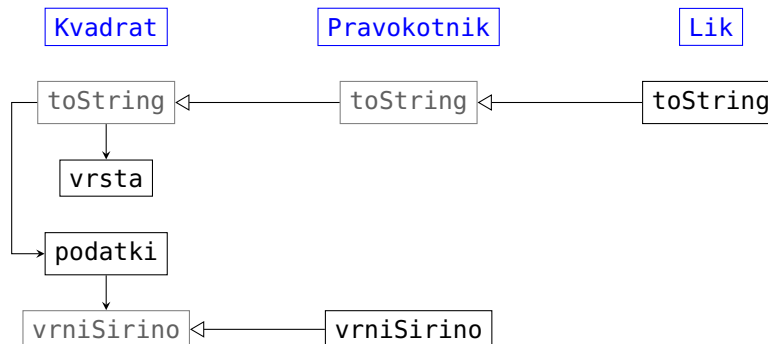 Kvadrat Pravokotnik Lik
toString toString toString
vrsta
podatki
vrniSirino vrniSirino